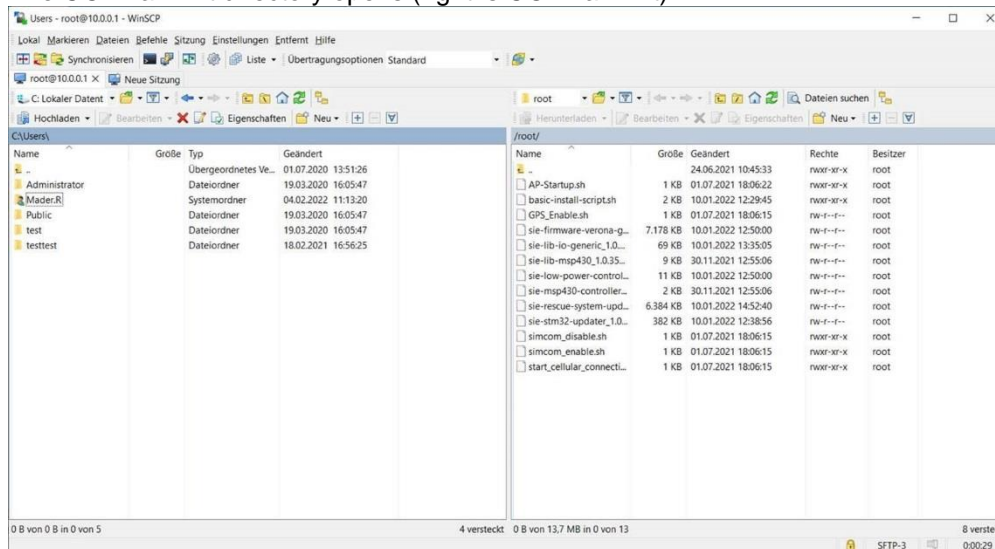 Users - root@10.0.0.1 - WinSCP
Lokal Markieren Dateien Befehle Sitzung Einstellungen Entfernt Hilfe
Synchronisieren Liste Übertragungsoptionen Standard
root@10.0.0.1 × Neue Sitzung
C: Lokaler Datent
Hochladen Bearbeiten Eigenschaften Neu
C:\Users\
Name Größe Typ Geändert
.. Übergeordnetes Ve... 01.07.2020 13:51:26
Administrator Dateiordner 19.03.2020 16:05:47
Mader.R Systemordner 04.02.2022 11:13:20
Public Dateiordner 19.03.2020 16:05:47
test Dateiordner 19.03.2020 16:05:47
testtest Dateiordner 18.02.2021 16:56:25
0 B von 0 B in 0 von 5 4 versteckt
root Dateien suchen
Herunterladen Bearbeiten Eigenschaften Neu
/root/
Name Größe Geändert Rechte Besitzer
.. 24.06.2021 10:45:33 rwxr-xr-x root
AP-Startup.sh 1 KB 01.07.2021 18:06:22 rwxr-xr-x root
basic-install-script.sh 2 KB 10.01.2022 12:29:45 rwxr-xr-x root
GPS_Enable.sh 1 KB 01.07.2021 18:06:15 rw-r--r-- root
sie-firmware-verona-g... 7.178 KB 10.01.2022 12:50:00 rw-r--r-- root
sie-lib-io-generic_1.0.... 69 KB 10.01.2022 13:35:05 rw-r--r-- root
sie-lib-msp430_1.0.35... 9 KB 30.11.2021 12:55:06 rw-r--r-- root
sie-low-power-control... 11 KB 10.01.2022 12:50:00 rw-r--r-- root
sie-msp430-controller... 2 KB 30.11.2021 12:55:06 rw-r--r-- root
sie-rescue-system-upd... 6.384 KB 10.01.2022 14:52:40 rw-r--r-- root
sie-stm32-updater_1.0... 382 KB 10.01.2022 12:38:56 rw-r--r-- root
simcom_disable.sh 1 KB 01.07.2021 18:06:15 rwxr-xr-x root
simcom_enable.sh 1 KB 01.07.2021 18:06:15 rwxr-xr-x root
start_cellular_connecti... 1 KB 01.07.2021 18:06:15 rwxr-xr-x root
0 B von 13,7 MB in 0 von 13 8 verste
SFTP-3 0:00:29